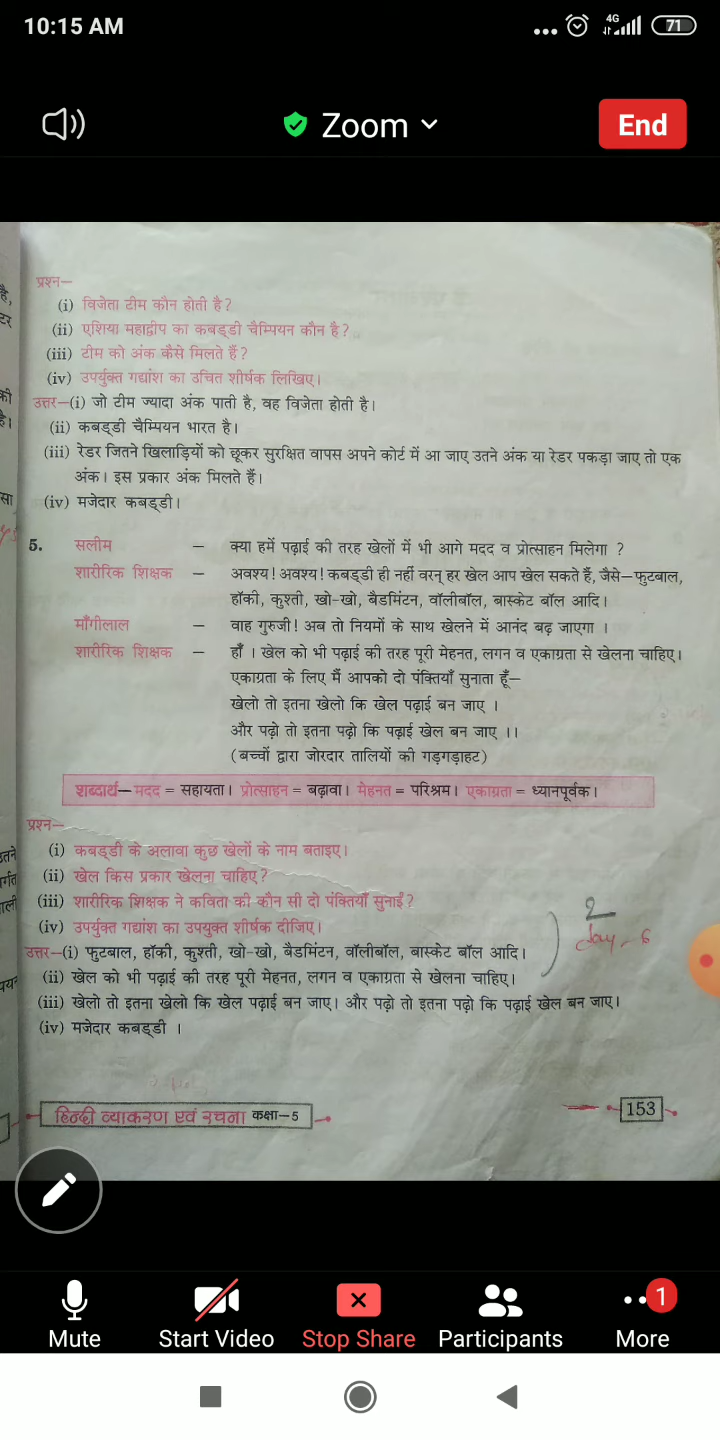 10:15 AM
4G
71
Zoom
End
प्रश्न—
(i) विजेता टीम कौन होती है?
(ii) एशिया महाद्वीप का कबड्डी चैम्पियन कौन है?
(iii) टीम को अंक कैसे मिलते हैं?
(iv) उपर्युक्त गद्यांश का उचित शीर्षक लिखिए।
उत्तर—(i) जो टीम ज्यादा अंक पाती है, वह विजेता होती है।
(ii) कबड्डी चैम्पियन भारत है।
(iii) रेडर जितने खिलाड़ियों को छूकर सुरक्षित वापस अपने कोर्ट में आ जाए उतने अंक या रेडर पकड़ा जाए तो एक
अंक। इस प्रकार अंक मिलते हैं।
(iv) मजेदार कबड्डी।
5. सलीम — क्या हमें पढ़ाई की तरह खेलों में भी आगे मदद व प्रोत्साहन मिलेगा ?
शारीरिक शिक्षक — अवश्य! अवश्य! कबड्डी ही नहीं वरन् हर खेल आप खेल सकते हैं, जैसे—फुटबाल,
हॉकी, कुश्ती, खो-खो, बैडमिंटन, वॉलीबॉल, बास्केट बॉल आदि।
माँगीलाल — वाह गुरुजी! अब तो नियमों के साथ खेलने में आनंद बढ़ जाएगा ।
शारीरिक शिक्षक — हाँ । खेल को भी पढ़ाई की तरह पूरी मेहनत, लगन व एकाग्रता से खेलना चाहिए।
एकाग्रता के लिए मैं आपको दो पंक्तियाँ सुनाता हूँ—
खेलो तो इतना खेलो कि खेल पढ़ाई बन जाए ।
और पढ़ो तो इतना पढ़ो कि पढ़ाई खेल बन जाए ।।
(बच्चों द्वारा जोरदार तालियों की गड़गड़ाहट)
शब्दार्थ— मदद = सहायता। प्रोत्साहन = बढ़ावा। मेहनत = परिश्रम। एकाग्रता = ध्यानपूर्वक।
प्रश्न—
(i) कबड्डी के अलावा कुछ खेलों के नाम बताइए।
(ii) खेल किस प्रकार खेलना चाहिए?
(iii) शारीरिक शिक्षक ने कविता की कौन सी दो पंक्तियाँ सुनाईं?
(iv) उपर्युक्त गद्यांश का उपयुक्त शीर्षक दीजिए।
2
day - 6
उत्तर—(i) फुटबाल, हॉकी, कुश्ती, खो-खो, बैडमिंटन, वॉलीबॉल, बास्केट बॉल आदि।
(ii) खेल को भी पढ़ाई की तरह पूरी मेहनत, लगन व एकाग्रता से खेलना चाहिए।
(iii) खेलो तो इतना खेलो कि खेल पढ़ाई बन जाए। और पढ़ो तो इतना पढ़ो कि पढ़ाई खेल बन जाए।
(iv) मजेदार कबड्डी ।
हिन्दी व्याकरण एवं रचना कक्षा—5
153
1
Mute
Start Video
Stop Share
Participants
More